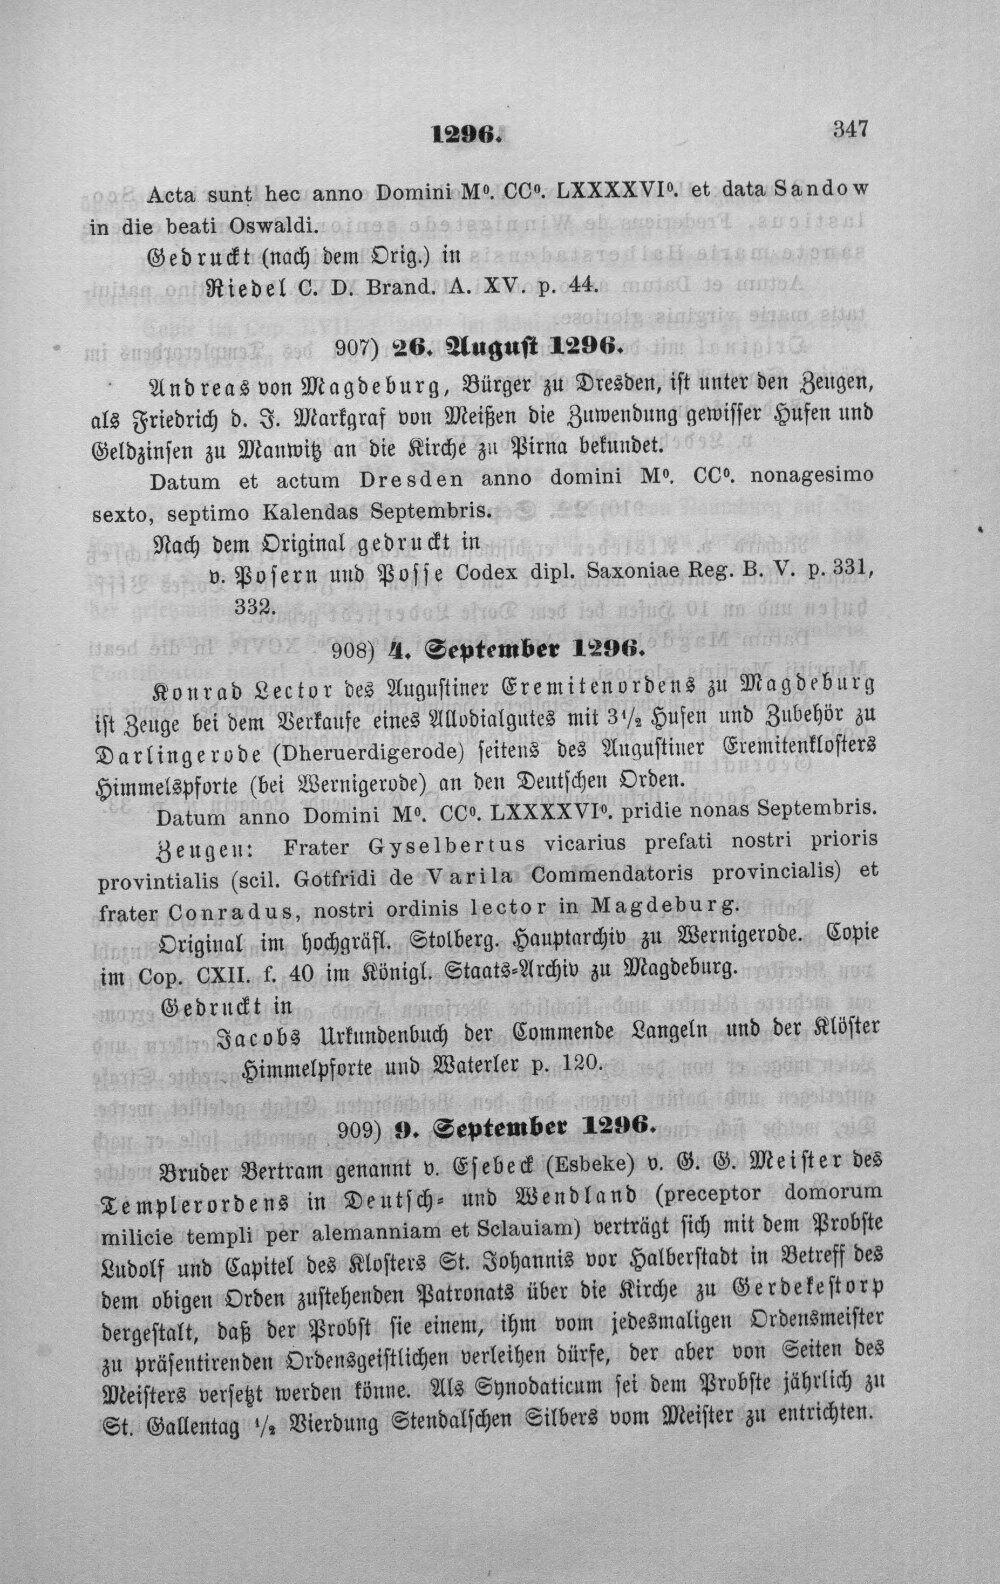 1296.
347
Acta sunt hec anno Domini M⁰. CC⁰. LXXXXVI⁰. et data Sandow
in die beati Oswaldi.
Gedruckt (nach dem Orig.) in
Riedel C. D. Brand. A. XV. p. 44.
907) 26. August 1296.
Andreas von Magdeburg, Bürger zu Dresden, ist unter den Zeugen,
als Friedrich d. J. Markgraf von Meißen die Zuwendung gewisser Hufen und
Geldzinsen zu Manwitz an die Kirche zu Pirna bekundet.
Datum et actum Dresden anno domini M⁰. CC⁰. nonagesimo
sexto, septimo Kalendas Septembris.
Nach dem Original gedruckt in
v. Posern und Posse Codex dipl. Saxoniae Reg. B. V. p. 331,
332.
908) 4. September 1296.
Konrad Lector des Augustiner Eremitenordens zu Magdeburg
ist Zeuge bei dem Verkaufe eines Allodialgutes mit 3½ Hufen und Zubehör zu
Darlingerode (Dheruerdigerode) seitens des Augustiner Eremitenklosters
Himmelspforte (bei Wernigerode) an den Deutschen Orden.
Datum anno Domini M⁰. CC⁰. LXXXXVI⁰. pridie nonas Septembris.
Zeugen: Frater Gyselbertus vicarius prefati nostri prioris
provintialis (scil. Gotfridi de Varila Commendatoris provincialis) et
frater Conradus, nostri ordinis lector in Magdeburg.
Original im hochgräfl. Stolberg. Hauptarchiv zu Wernigerode. Copie
im Cop. CXII. f. 40 im Königl. Staats-Archiv zu Magdeburg.
Gedruckt in
Jacobs Urkundenbuch der Commende Langeln und der Klöster
Himmelpforte und Waterler p. 120.
909) 9. September 1296.
Bruder Bertram genannt v. Esebeck (Esbeke) v. G. G. Meister des
Templerordens in Deutsch- und Wendland (preceptor domorum
milicie templi per alemanniam et Sclauiam) verträgt sich mit dem Probste
Ludolf und Capitel des Klosters St. Johannis vor Halberstadt in Betreff des
dem obigen Orden zustehenden Patronats über die Kirche zu Gerdekestorp
dergestalt, daß der Probst sie einem, ihm vom jedesmaligen Ordensmeister
zu präsentirenden Ordensgeistlichen verleihen dürfe, der aber von Seiten des
Meisters versetzt werden könne. Als Synodaticum sei dem Probste jährlich zu
St. Gallentag ½ Vierdung Stendalschen Silbers vom Meister zu entrichten.